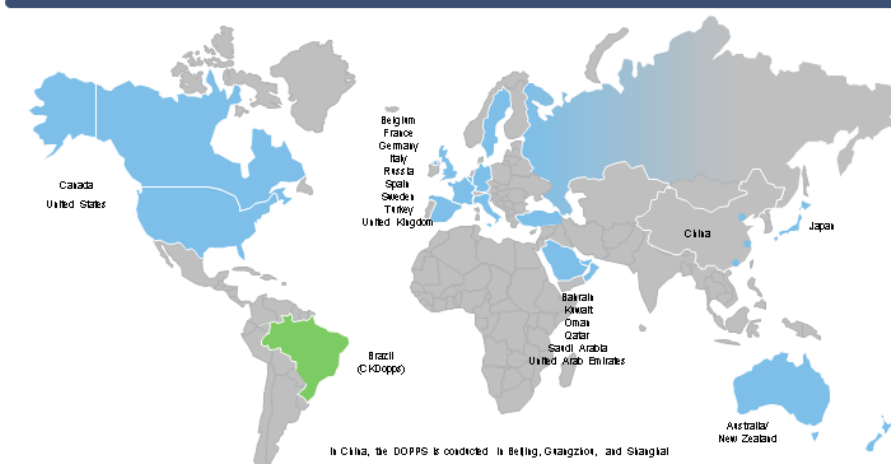 Canada
United States
Belgium
France
Germany
Italy
Russia
Spain
Sweden
Turkey
United Kingdom
China
Japan
Bahrain
Kuwait
Oman
Qatar
Saudi Arabia
United Arab Emirates
Brazil
(CKDopps)
Australia/
New Zealand
In China, the DOPPS is conducted in Beijing, Guangzhou, and Shanghai